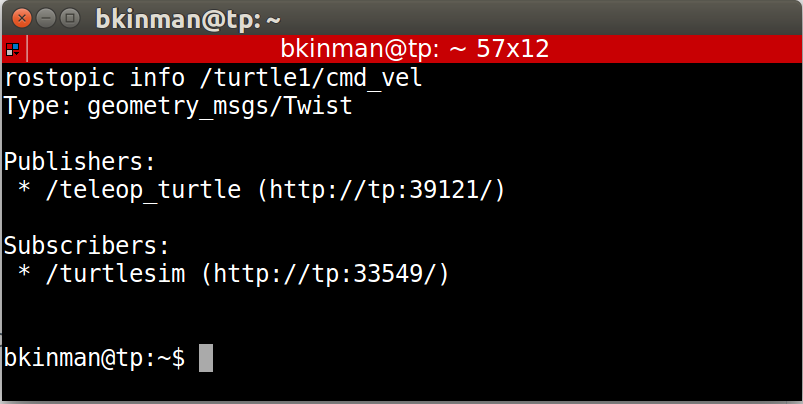 bkinman@tp: ~
bkinman@tp: ~ 57x12
rostopic info /turtle1/cmd_vel
Type: geometry_msgs/Twist
Publishers:
* /teleop_turtle (http://tp:39121/)
Subscribers:
* /turtlesim (http://tp:33549/)
bkinman@tp:~$